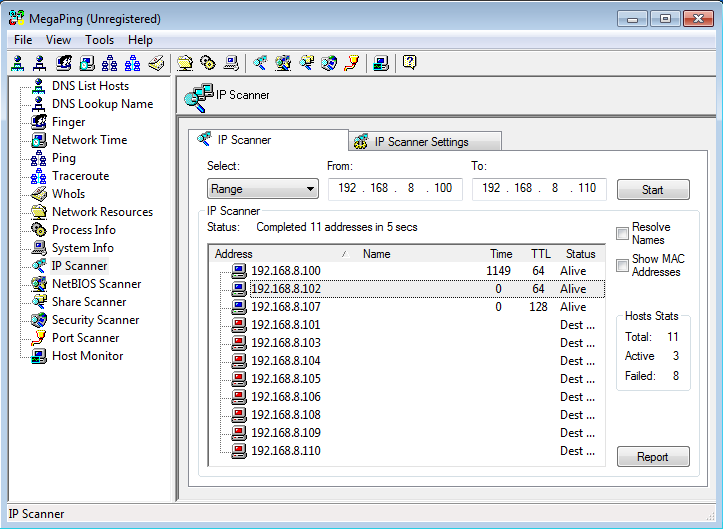 MegaPing (Unregistered)
File View Tools Help
DNS List Hosts
DNS Lookup Name
Finger
Network Time
Ping
Traceroute
WhoIs
Network Resources
Process Info
System Info
IP Scanner
NetBIOS Scanner
Share Scanner
Security Scanner
Port Scanner
Host Monitor
IP Scanner
IP Scanner
IP Scanner Settings
Select: From: To:
Range 192 . 168 . 8 . 100 192 . 168 . 8 . 110 Start
IP Scanner
Status: Completed 11 addresses in 5 secs
Resolve Names
Show MAC Addresses
Address Name Time TTL Status
192.168.8.100 1149 64 Alive
192.168.8.102 0 64 Alive
192.168.8.107 0 128 Alive
192.168.8.101 Dest ...
192.168.8.103 Dest ...
192.168.8.104 Dest ...
192.168.8.105 Dest ...
192.168.8.106 Dest ...
192.168.8.108 Dest ...
192.168.8.109 Dest ...
192.168.8.110 Dest ...
Hosts Stats
Total: 11
Active 3
Failed: 8
Report
IP Scanner